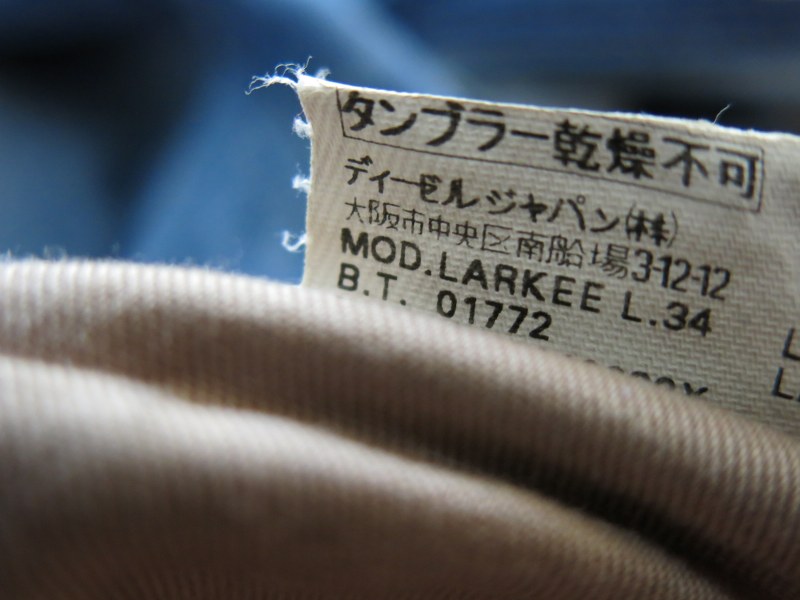 タンブラー乾燥不可
ディーゼルジャパン(株)
大阪市中央区南船場3-12-12
MOD.LARKEE L.34
B.T. 01772